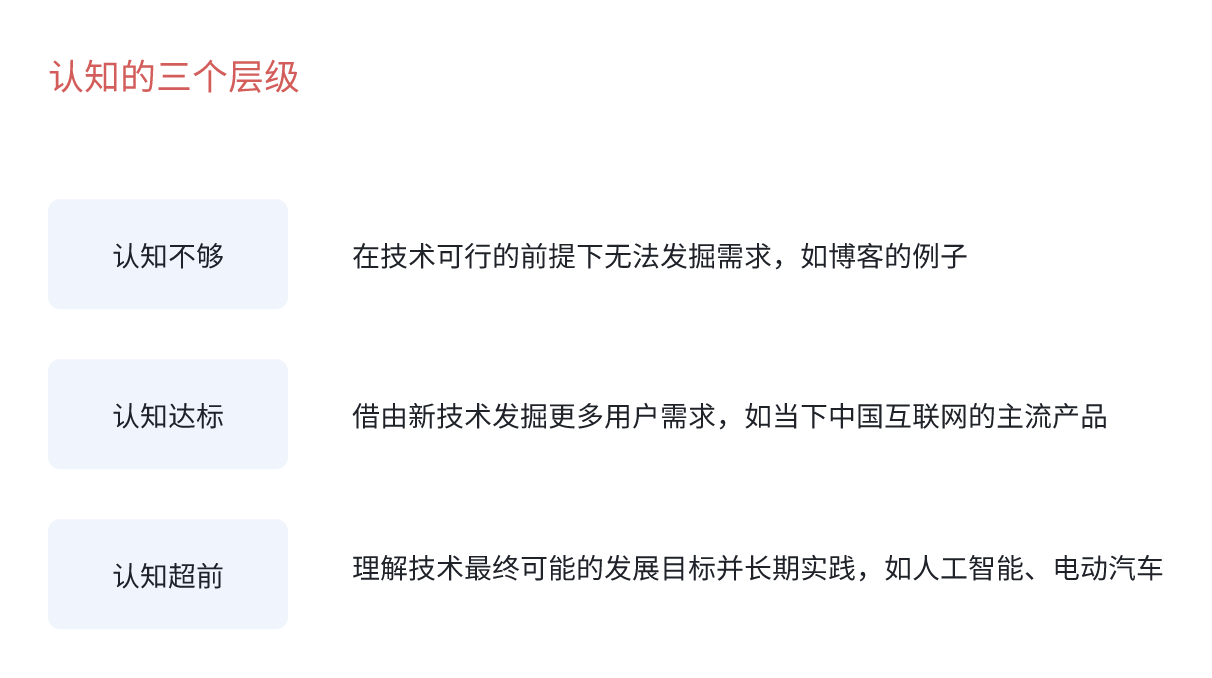 认知的三个层级
认知不够
在技术可行的前提下无法发掘需求，如博客的例子
认知达标
借由新技术发掘更多用户需求，如当下中国互联网的主流产品
认知超前
理解技术最终可能的发展目标并长期实践，如人工智能、电动汽车